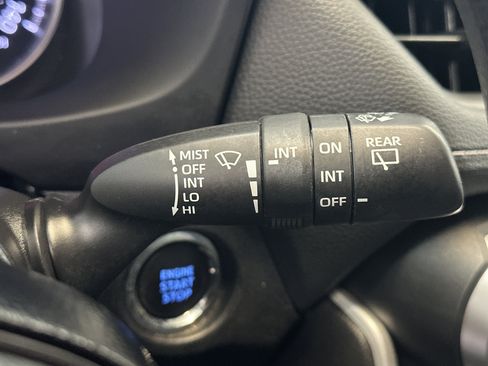 MIST
OFF
INT
LO
HI
INT
ON
INT
OFF
REAR
ENGINE
START
STOP